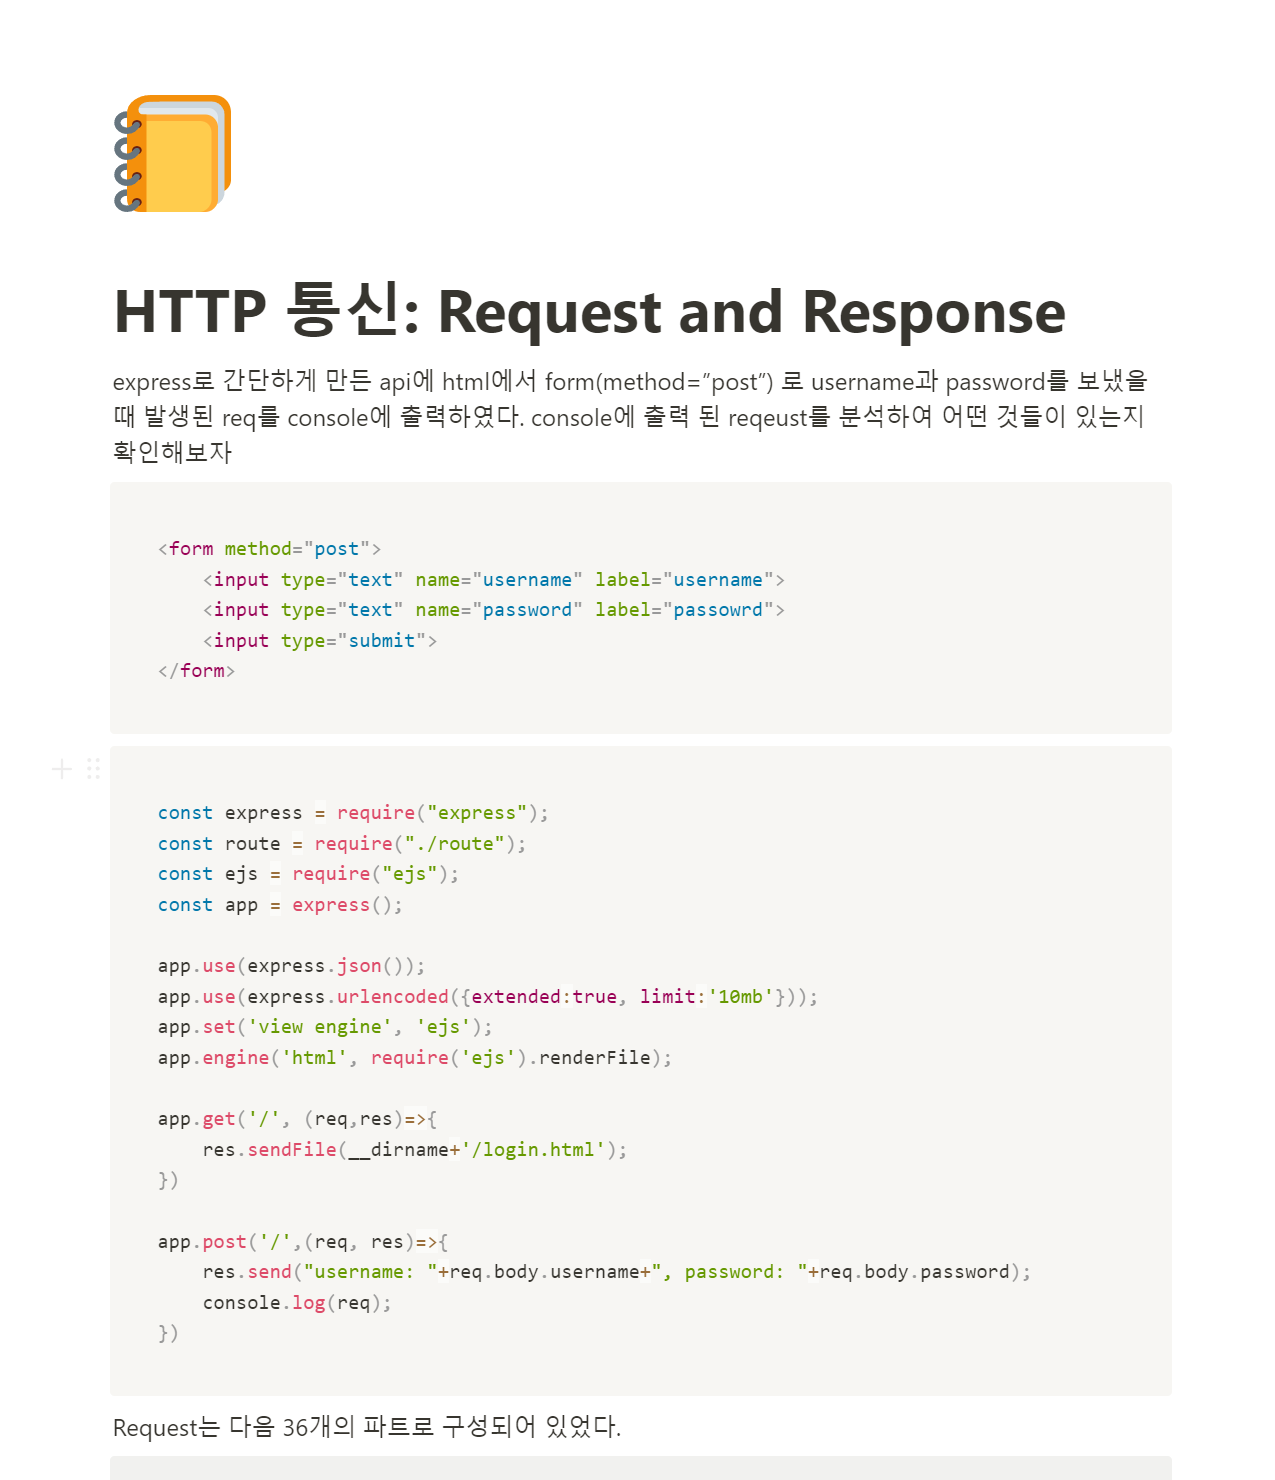 HTTP 통신: Request and Response
express로 간단하게 만든 api에 html에서 form(method=”post”) 로 username과 password를 보냈을
때 발생된 req를 console에 출력하였다. console에 출력 된 reqeust를 분석하여 어떤 것들이 있는지
확인해보자
<form method="post">
    <input type="text" name="username" label="username">
    <input type="text" name="password" label="passowrd">
    <input type="submit">
</form>
const express = require("express");
const route = require("./route");
const ejs = require("ejs");
const app = express();
app.use(express.json());
app.use(express.urlencoded({extended:true, limit:'10mb'}));
app.set('view engine', 'ejs');
app.engine('html', require('ejs').renderFile);
app.get('/', (req,res)=>{
    res.sendFile(__dirname+'/login.html');
})
app.post('/',(req, res)=>{
    res.send("username: "+req.body.username+", password: "+req.body.password);
    console.log(req);
})
Request는 다음 36개의 파트로 구성되어 있었다.